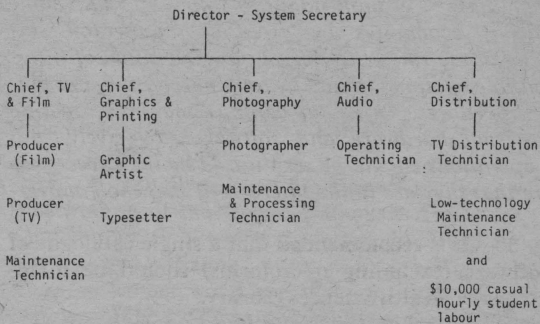 Director - System Secretary
Chief, TV
& Film
Chief,
Graphics &
Printing
Chief,
Photography
Chief,
Audio
Chief,
Distribution
Producer
(Film)
Graphic
Artist
Photographer
Operating
Technician
TV Distribution
Technician
Producer
(TV)
Typesetter
Maintenance
& Processing
Technician
Low-technology
Maintenance
Technician
Maintenance
Technician
and
$10,000 casual
hourly student
labour